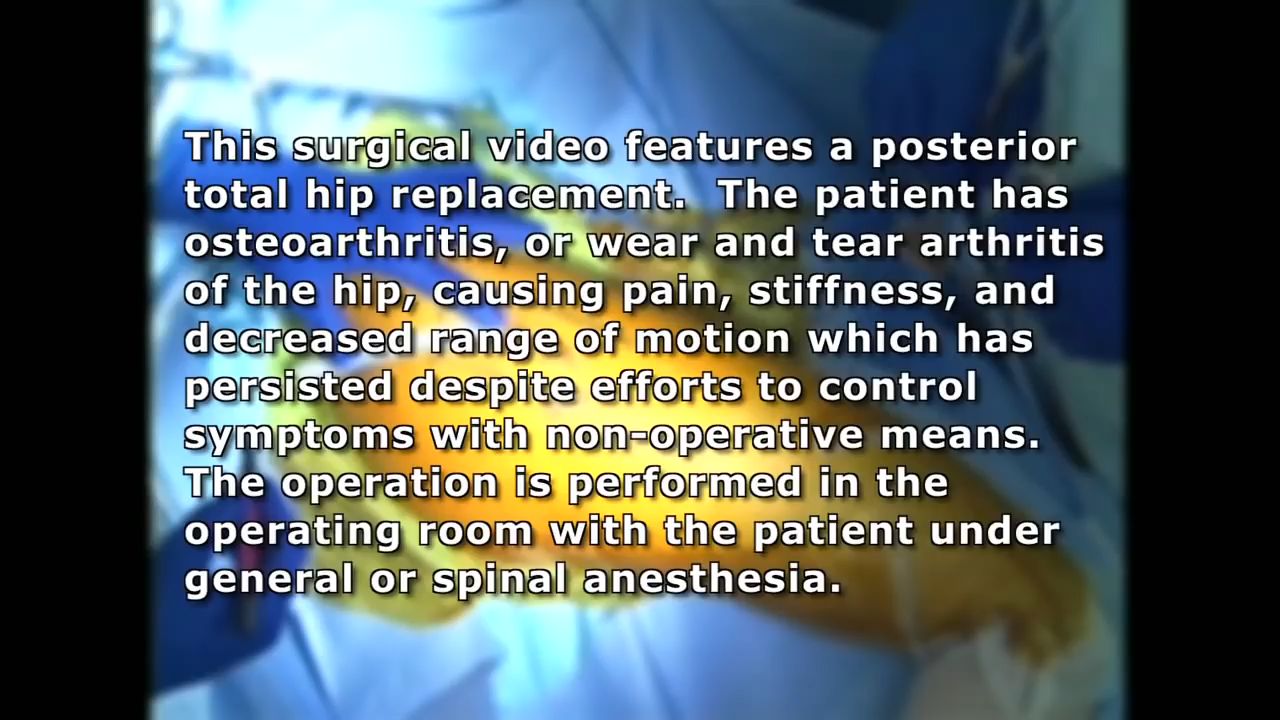 This surgical video features a posterior
total hip replacement.  The patient has
osteoarthritis, or wear and tear arthritis
of the hip, causing pain, stiffness, and
decreased range of motion which has
persisted despite efforts to control
symptoms with non-operative means.
The operation is performed in the
operating room with the patient under
general or spinal anesthesia.